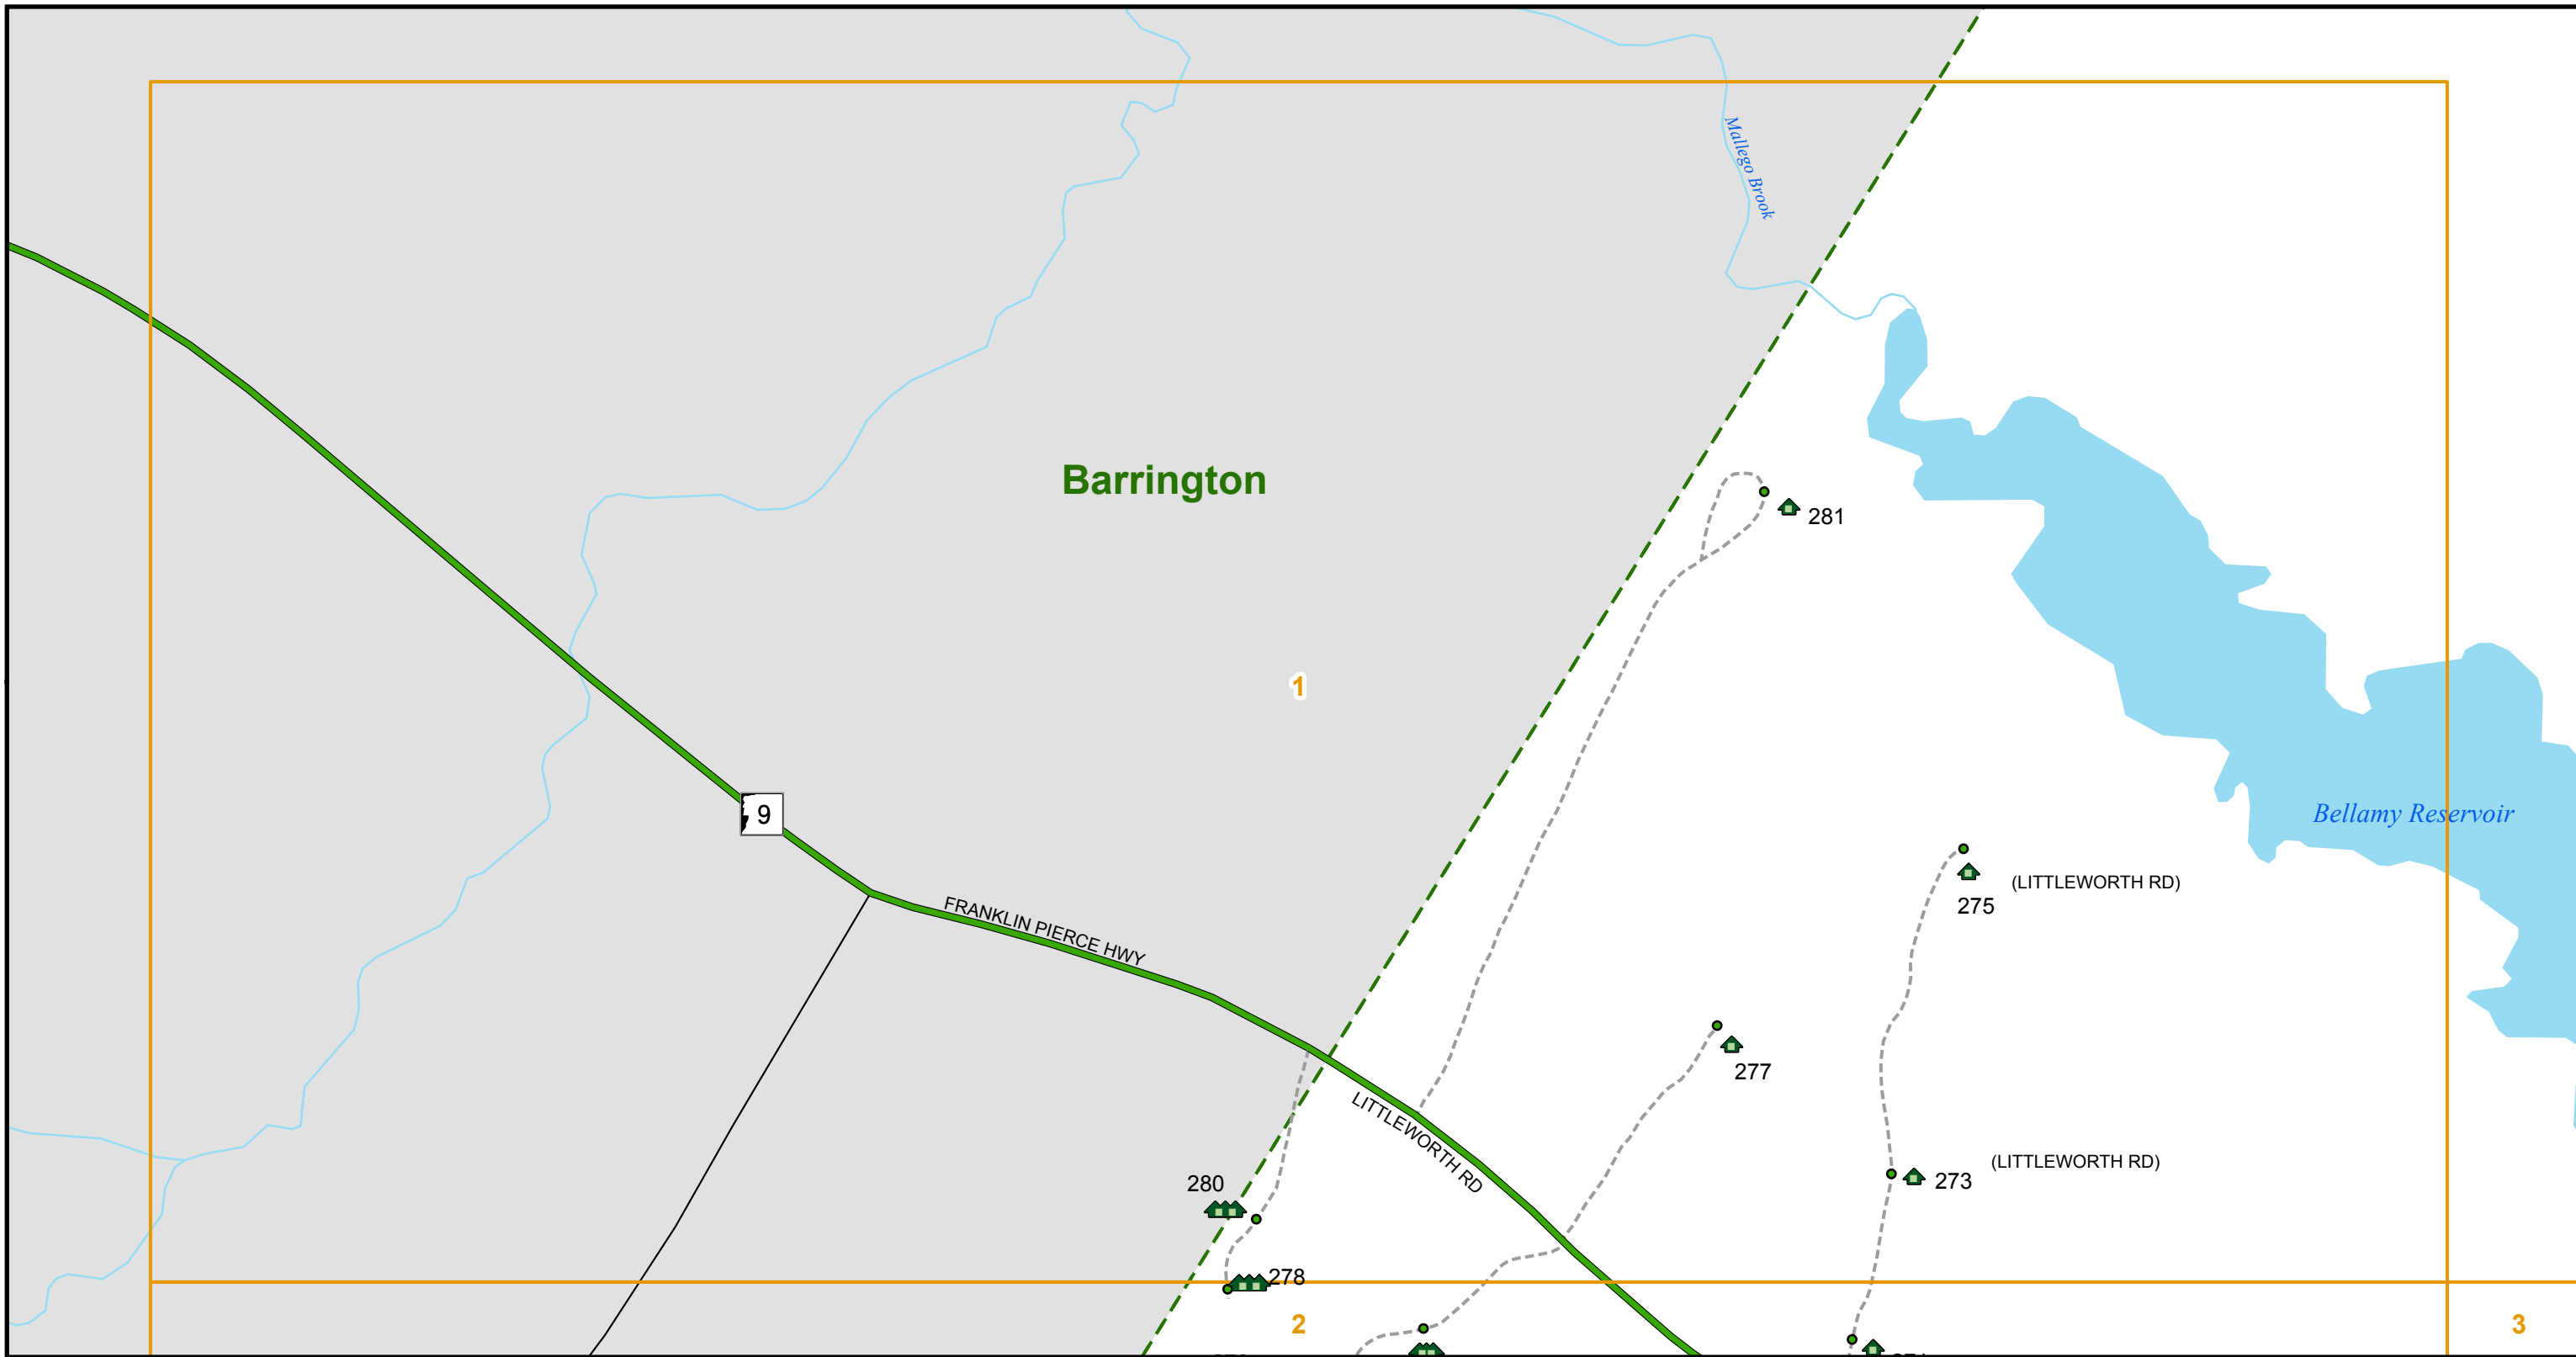 Mallego Brook
Barrington
281
1
9
Bellamy Reservoir
(LITTLEWORTH RD)
275
FRANKLIN PIERCE HWY
277
LITTLEWORTH RD
(LITTLEWORTH RD)
273
280
278
2
3